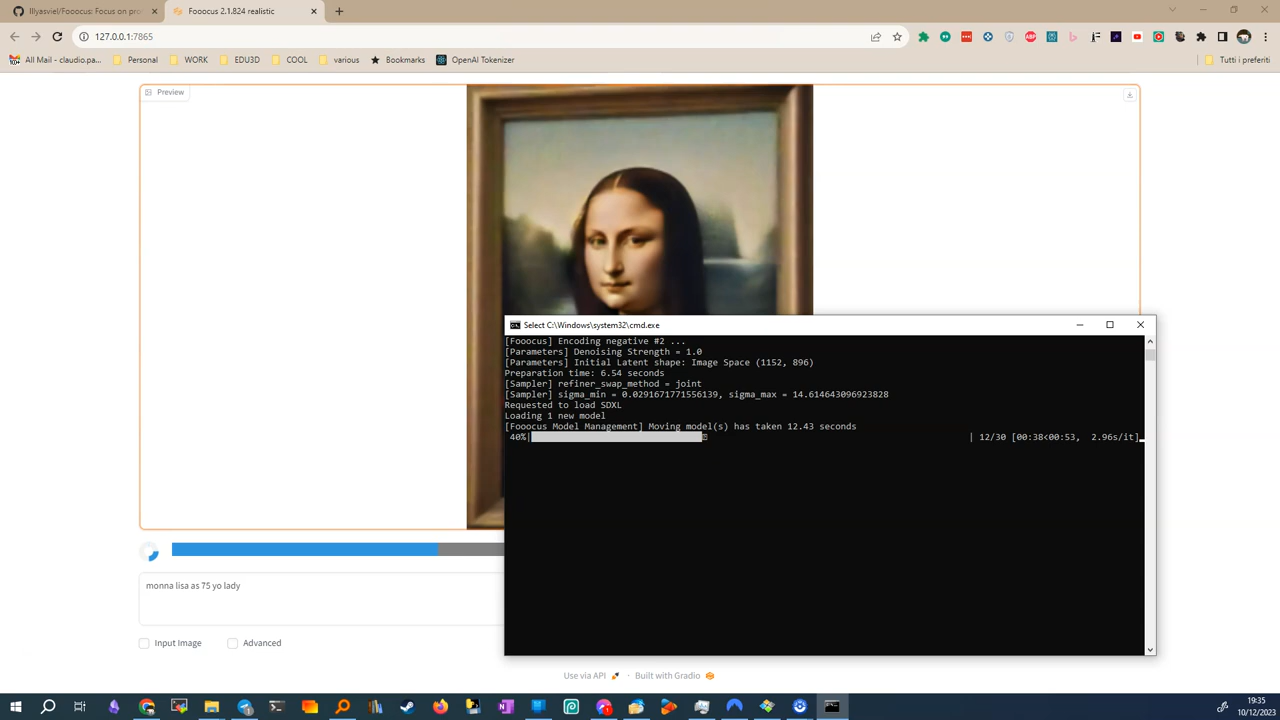 lllyasviel/Fooocus: Focus on pro
Fooocus 2.1.824 realistic
127.0.0.1:7865
All Mail - claudio.pa...
Personal
WORK
EDU3D
COOL
various
Bookmarks
OpenAI Tokenizer
Tutti i preferiti
Preview
Select C:\Windows\system32\cmd.exe
[Fooocus] Encoding negative #2 ...
[Parameters] Denoising Strength = 1.0
[Parameters] Initial Latent shape: Image Space (1152, 896)
Preparation time: 6.54 seconds
[Sampler] refiner_swap_method = joint
[Sampler] sigma_min = 0.0291671771556139, sigma_max = 14.614643096923828
Requested to load SDXL
Loading 1 new model
[Fooocus Model Management] Moving model(s) has taken 12.43 seconds
40%| | 12/30 [00:38<00:53, 2.96s/it]
monna lisa as 75 yo lady
Input Image
Advanced
Use via API · Built with Gradio
19:35
10/12/2023